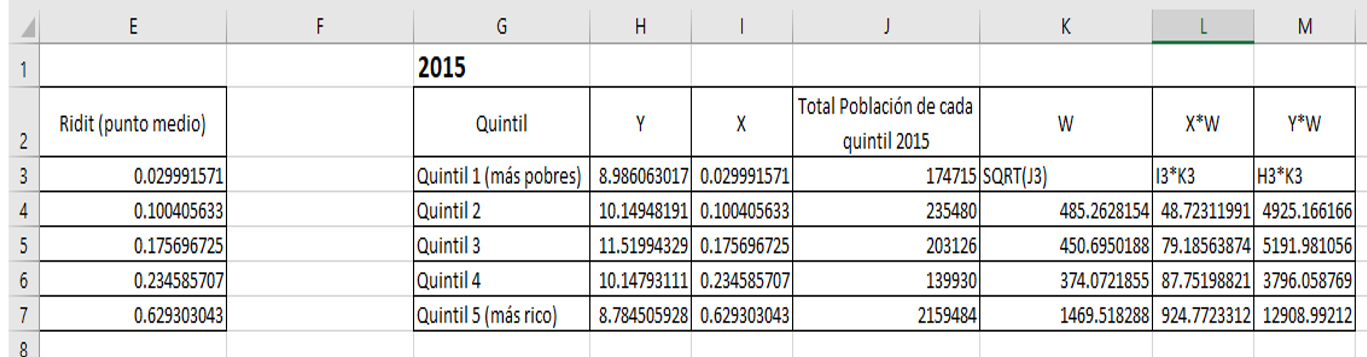 E F G H I J K L M
1 2015
2 Ridit (punto medio) Quintil Y X Total Población de cada quintil 2015 W X*W Y*W
3 0.029991571 Quintil 1 (más pobres) 8.986063017 0.029991571 174715 SQRT(J3) I3*K3 H3*K3
4 0.100405633 Quintil 2 10.14948191 0.100405633 235480 485.2628154 48.72311991 4925.166166
5 0.175696725 Quintil 3 11.51994329 0.175696725 203126 450.6950188 79.18563874 5191.981056
6 0.234585707 Quintil 4 10.14793111 0.234585707 139930 374.0721855 87.75198821 3796.058769
7 0.629303043 Quintil 5 (más rico) 8.784505928 0.629303043 2159484 1469.518288 924.7723312 12908.99212
8